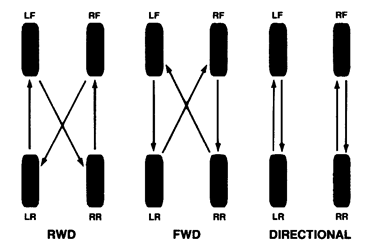 LF RF LF RF LF RF
LR RR LR RR LR RR
RWD FWD DIRECTIONAL